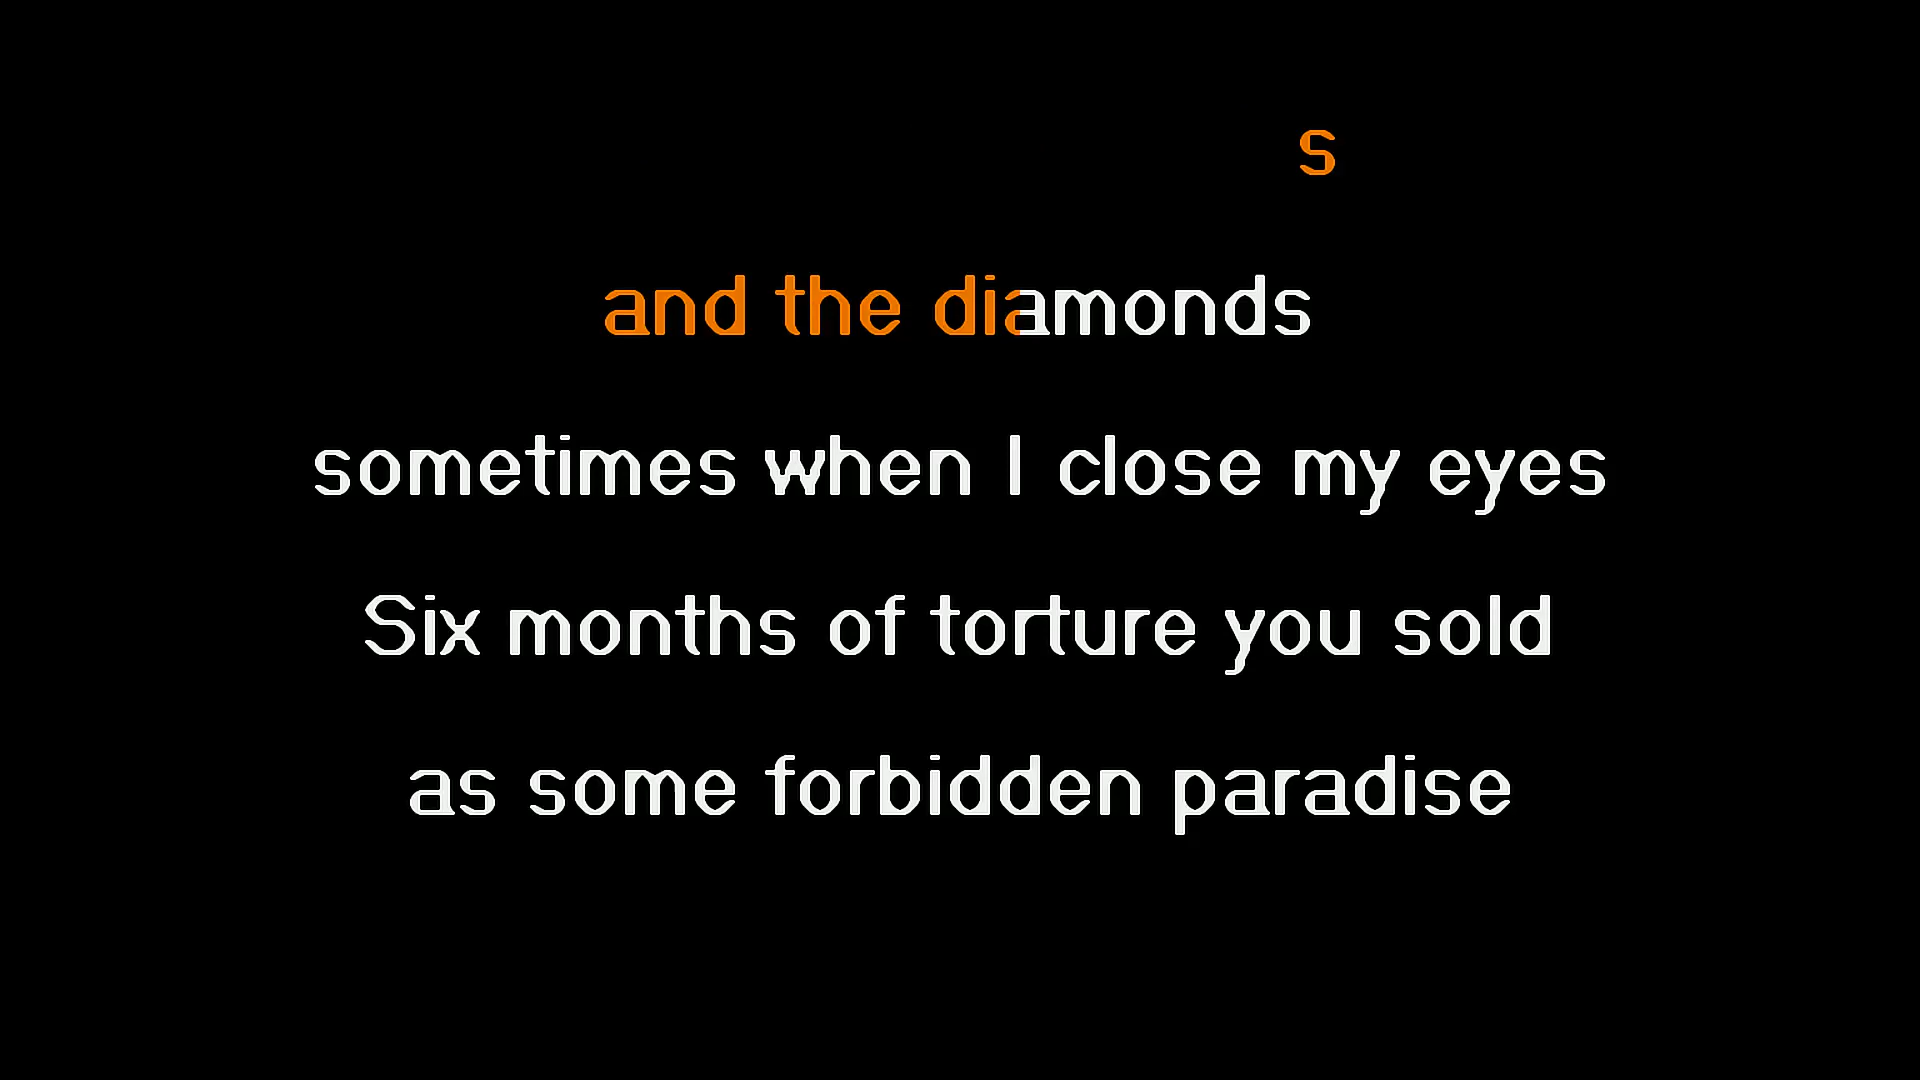 s
and the diamonds
sometimes when I close my eyes
Six months of torture you sold
as some forbidden paradise